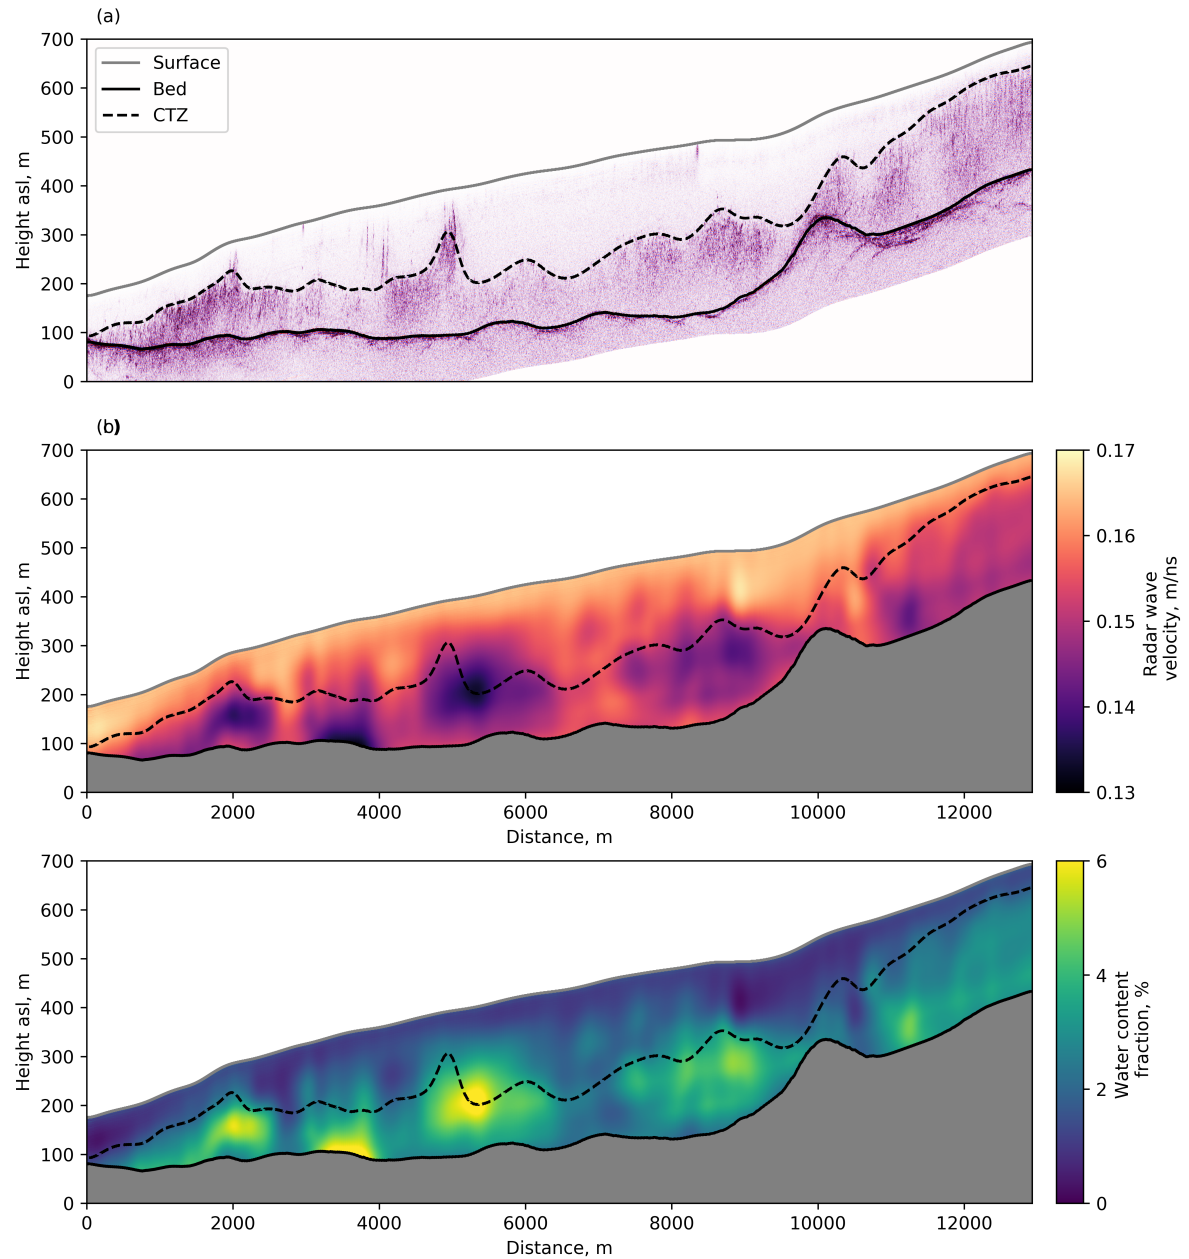 (a)
700
600
500
400
300
200
100
0
Height asl, m
Surface
Bed
CTZ
(b)
700
600
500
400
300
200
100
0
Height asl, m
0 2000 4000 6000 8000 10000 12000
Distance, m
0.17
0.16
0.15
0.14
0.13
Radar wave
velocity, m/ns
700
600
500
400
300
200
100
0
Height asl, m
0 2000 4000 6000 8000 10000 12000
Distance, m
6
4
2
0
Water content
fraction, %